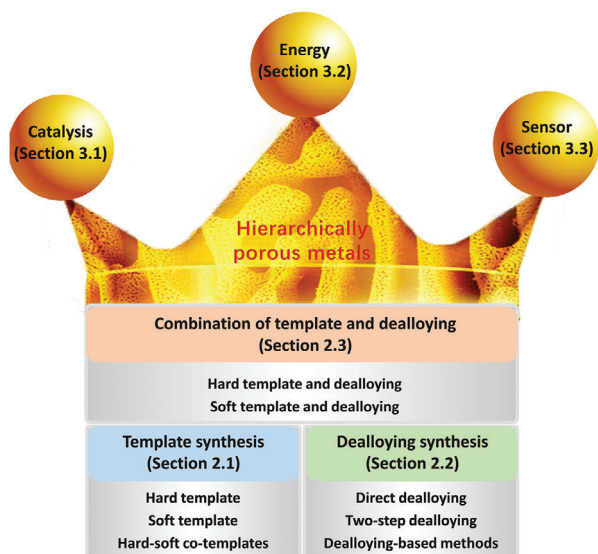 Energy
(Section 3.2)
Catalysis
(Section 3.1)
Sensor
(Section 3.3)
Hierarchically
porous metals
Combination of template and dealloying
(Section 2.3)
Hard template and dealloying
Soft template and dealloying
Template synthesis
(Section 2.1)
Hard template
Soft template
Hard-soft co-templates
Dealloying synthesis
(Section 2.2)
Direct dealloying
Two-step dealloying
Dealloying-based methods